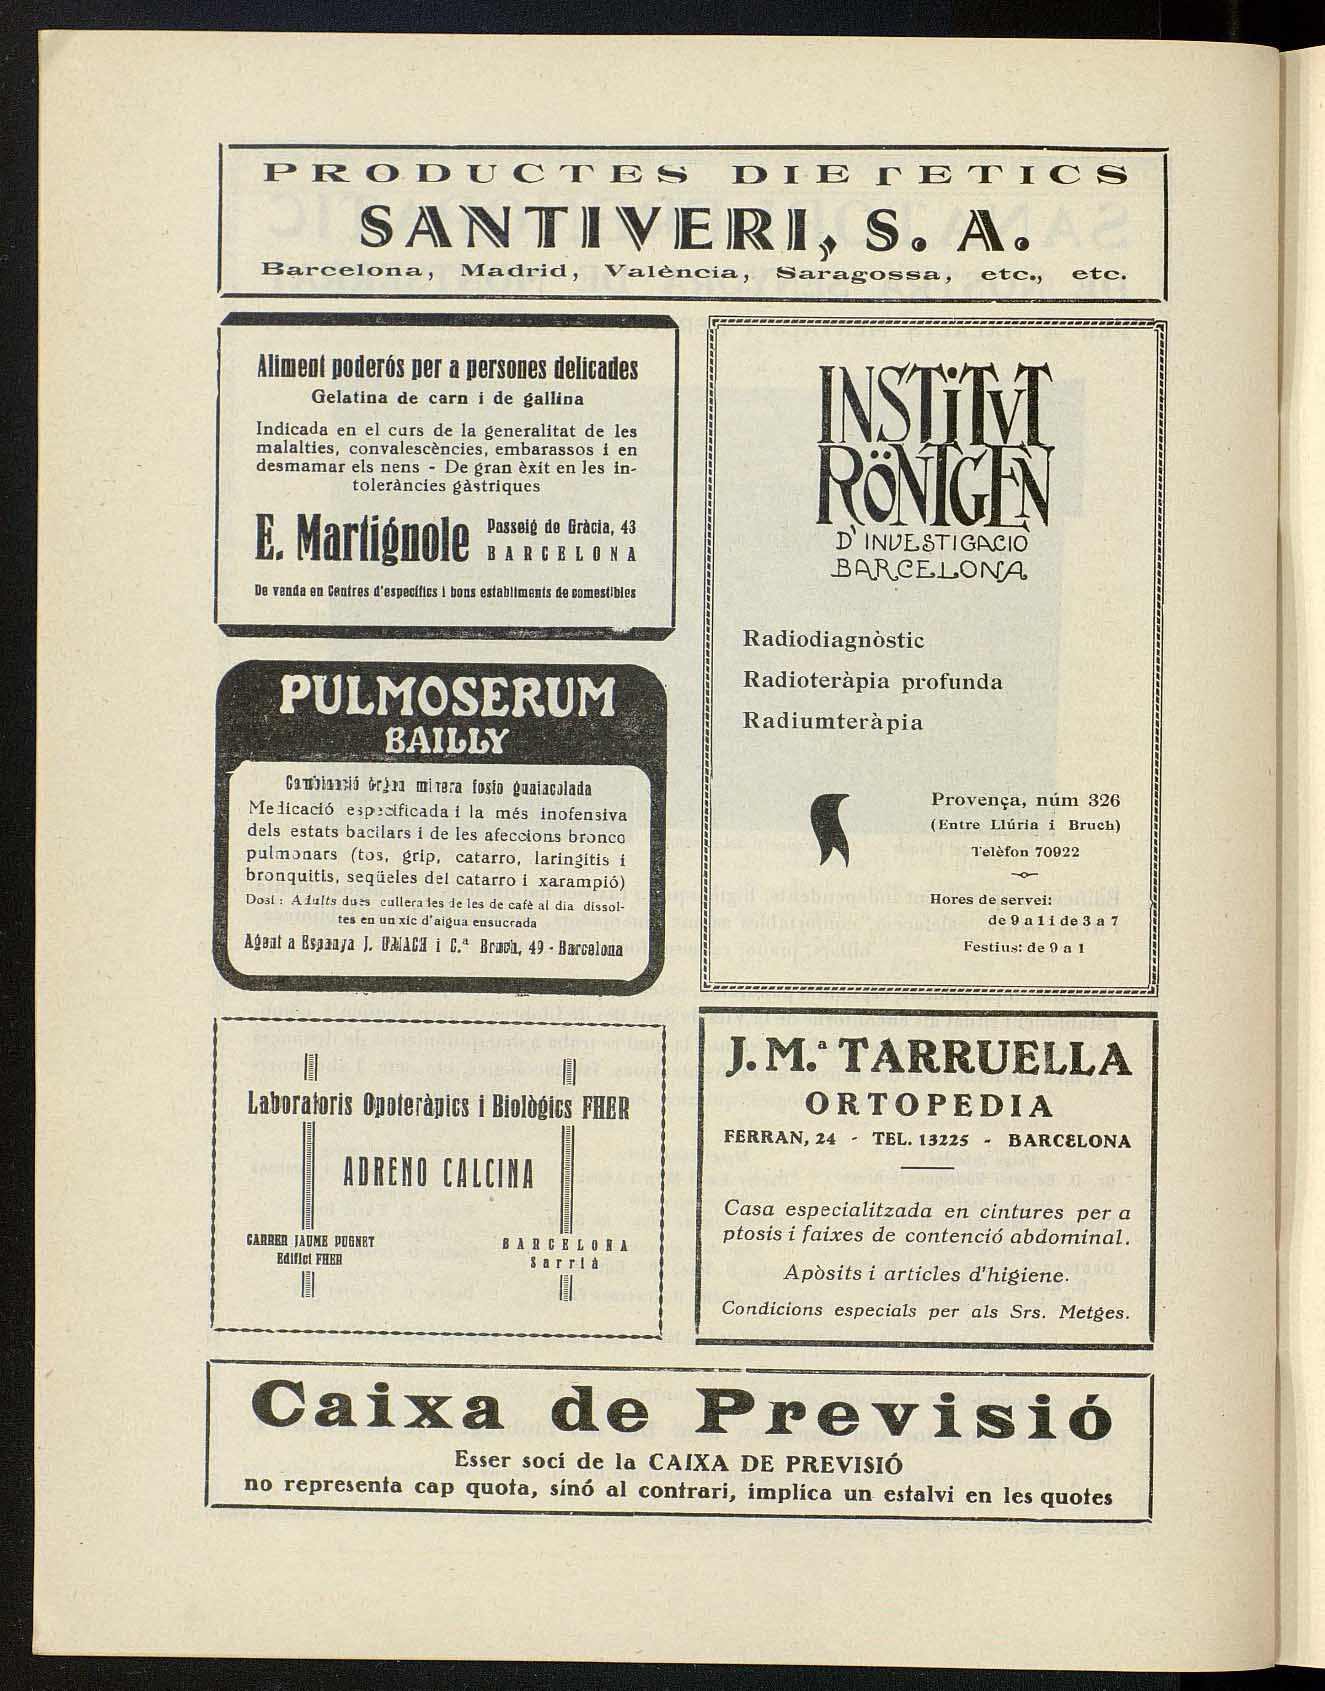 PRODUCTES DIETETICS
SANTIVERI, S. A.
Barcelona, Madrid, València, Saragossa, etc., etc.
Aliment poderós per a persones delicades
Gelatina de carn i de gallina
Indicada en el curs de la generalitat de les
malalties, convalescències, embarassos i en
desmamar els nens - De gran èxit en les in-
toleràncies gàstriques
E. Martignole
Passeig de Gràcia, 43
BARCELONA
De venda en Centres d'específics i bons establiments de comestibles
PULMOSERUM
BAILLY
Combinació òrgano minera fosfo guaiacolada
Medicació especificada i la més inofensiva
dels estats bacilars i de les afeccions bronco
pulmonars (tos, grip, catarro, laringitis i
bronquitis, seqüeles del catarro i xarampió)
Dosi: Adults dues cullerades de les de cafè al dia dissol-
tes en un xic d'aigua ensucrada
Agent a Espanya J. URIACH i C.ª Bruch, 49 - Barcelona
Laboratoris Opoteràpics i Biològics FHER
ADRENO CALCINA
CARRER JAUME PUGNET
Edifici FHER
BARCELONA
Sarrià
INSTITVT
RÖNTGEN
D'INVESTIGACIO
BARCELONA
Radiodiagnòstic
Radioteràpia profunda
Radiumteràpia
Provença, núm 326
(Entre Llúria i Bruch)
Telèfon 70922
Hores de servei:
de 9 a 1 i de 3 a 7
Festius: de 9 a 1
J. M.ª TARRUELLA
ORTOPEDIA
FERRAN, 24 - TEL. 13225 - BARCELONA
Casa especialitzada en cintures per a
ptosis i faixes de contenció abdominal.
Apòsits i articles d'higiene.
Condicions especials per als Srs. Metges.
Caixa de Previsió
Esser soci de la CAIXA DE PREVISIÓ
no representa cap quota, sinó al contrari, implica un estalvi en les quotes